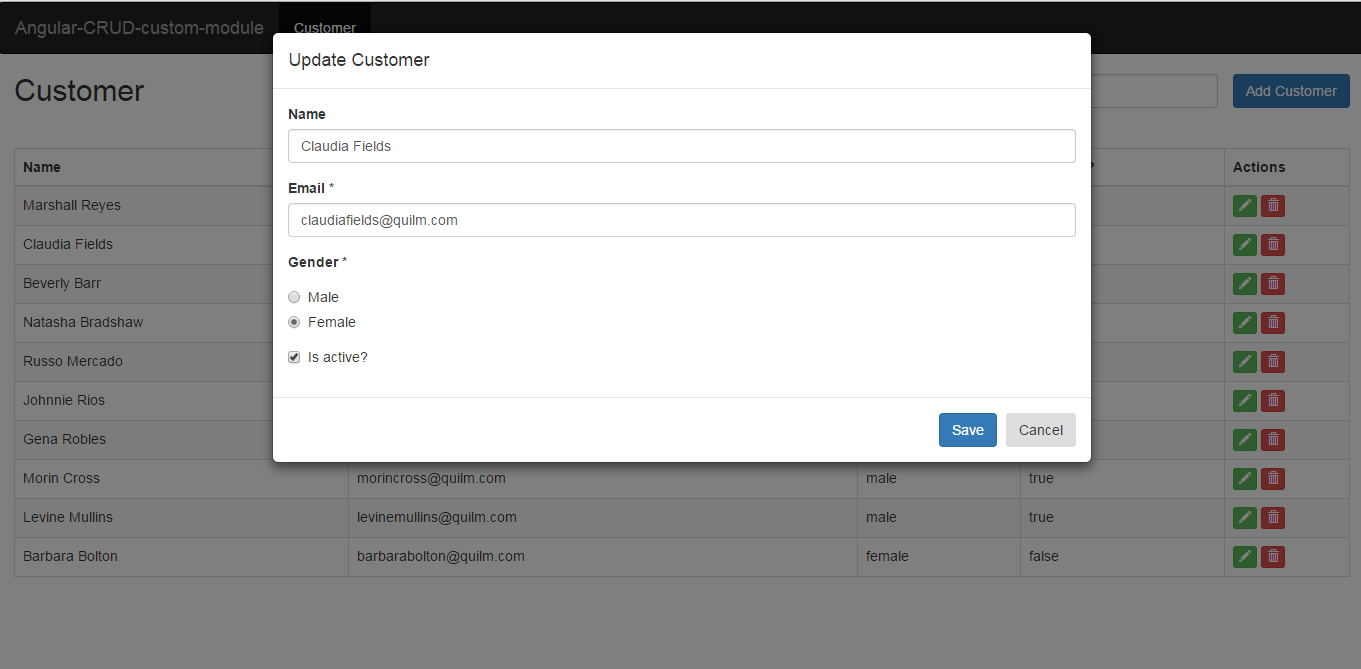 Angular-CRUD-custom-module Customer
Update Customer
Customer
Add Customer
Name
Claudia Fields
Email *
claudiafields@quilm.com
Gender *
Male
Female
Is active?
Save Cancel
Name ? Actions
Marshall Reyes
Claudia Fields
Beverly Barr
Natasha Bradshaw
Russo Mercado
Johnnie Rios
Gena Robles
Morin Cross morincross@quilm.com male true
Levine Mullins levinemullins@quilm.com male true
Barbara Bolton barbarabolton@quilm.com female false